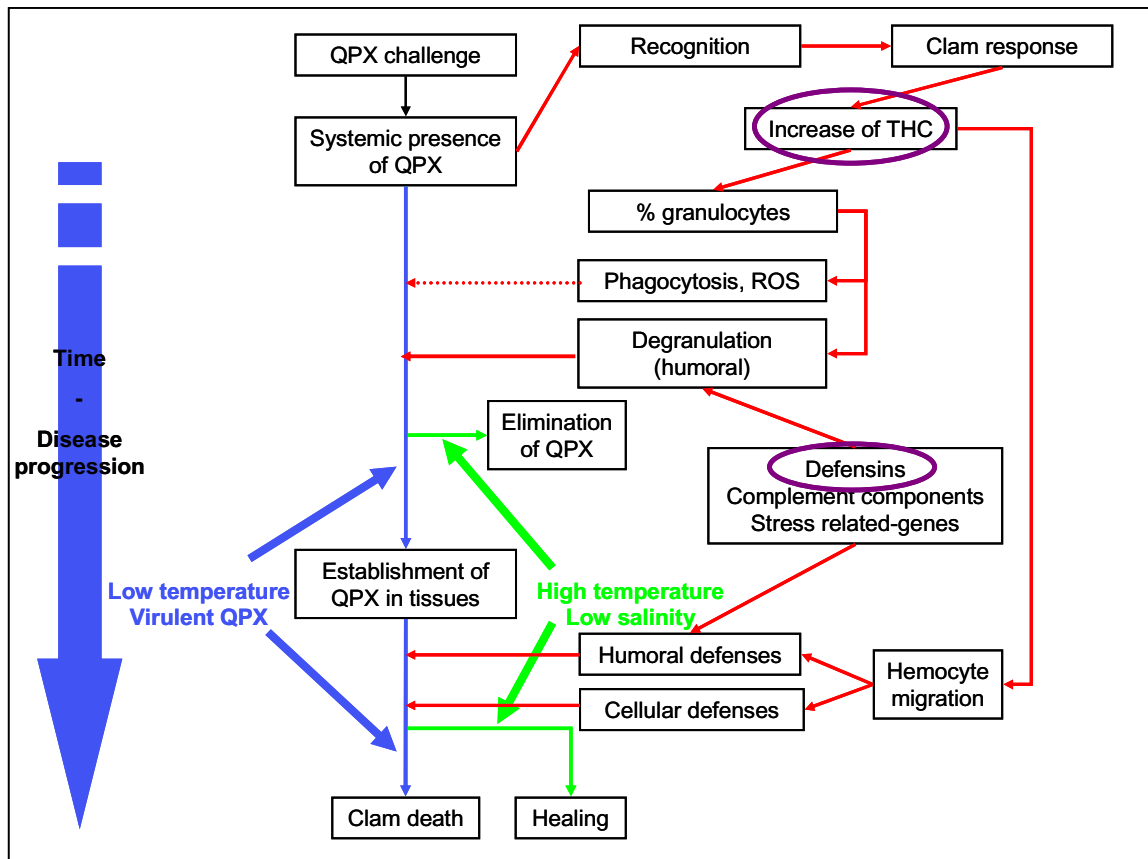 QPX challenge
Recognition
Clam response
Systemic presence
of QPX
Increase of THC
% granulocytes
Phagocytosis, ROS
Degranulation
(humoral)
Time
-
Disease
progression
Elimination
of QPX
Defensins
Complement components
Stress related-genes
Low temperature
Virulent QPX
Establishment of
QPX in tissues
High temperature
Low salinity
Humoral defenses
Hemocyte
migration
Cellular defenses
Clam death
Healing